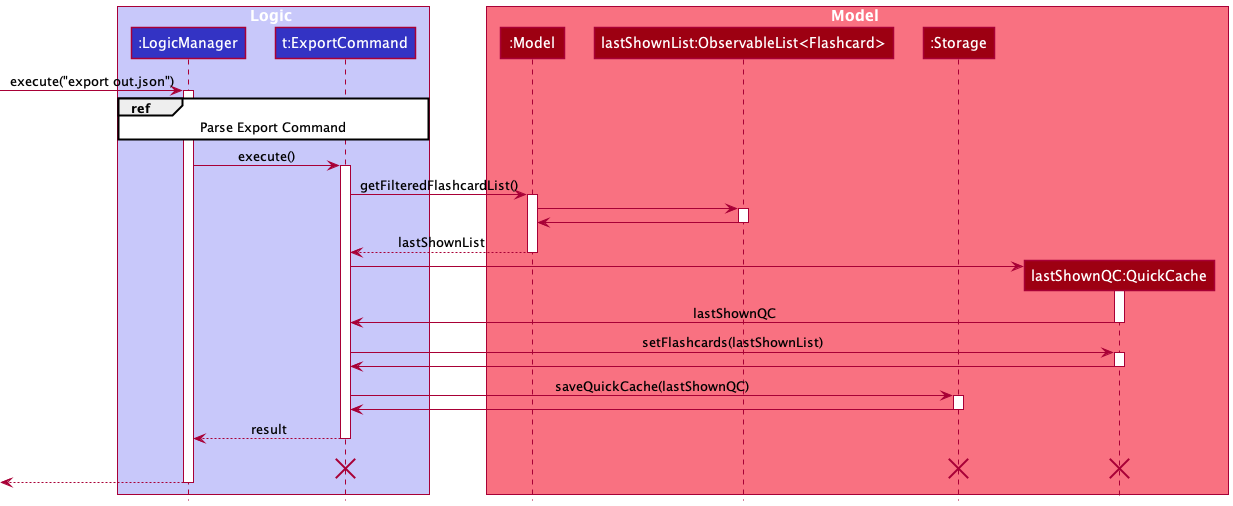 Logic
Model
:LogicManager
t:ExportCommand
:Model
lastShownList:ObservableList<Flashcard>
:Storage
execute("export out.json")
ref
Parse Export Command
execute()
getFilteredFlashcardList()
lastShownList
lastShownQC:QuickCache
lastShownQC
setFlashcards(lastShownList)
saveQuickCache(lastShownQC)
result